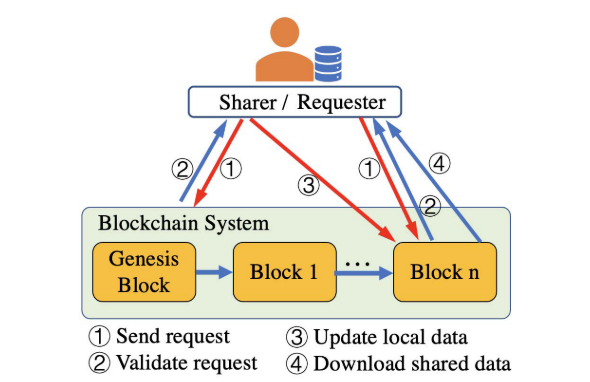 Sharer / Requester
②
①
③
①
④
②
Blockchain System
Genesis
Block
Block 1
...
Block n
① Send request
③ Update local data
② Validate request
④ Download shared data